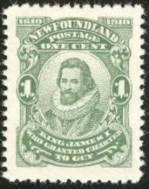 1610 1910
NEWFOUNDLAND
POSTAGE
ONE CENT
1 1
KING JAMES I
WHO GRANTED CHARTER
TO GUY